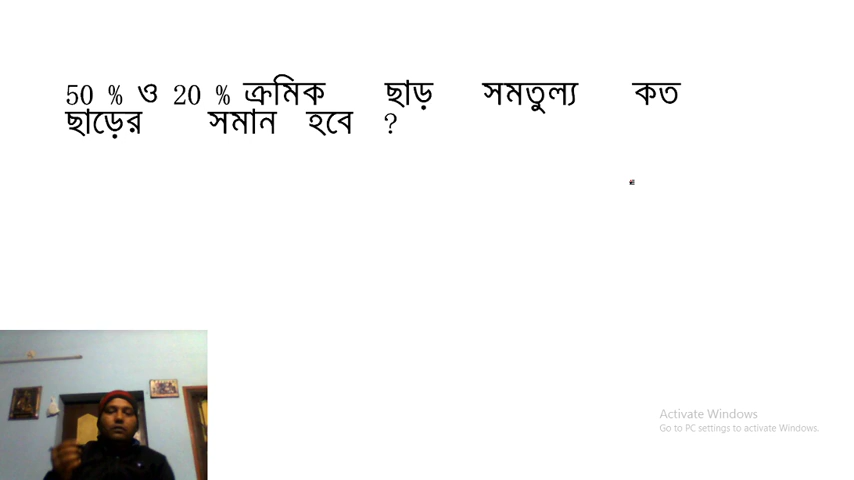 50 % ও 20 % ক্রমিক ছাড় সমতুল্য কত
ছাড়ের সমান হবে ?
Activate Windows
Go to PC settings to activate Windows.